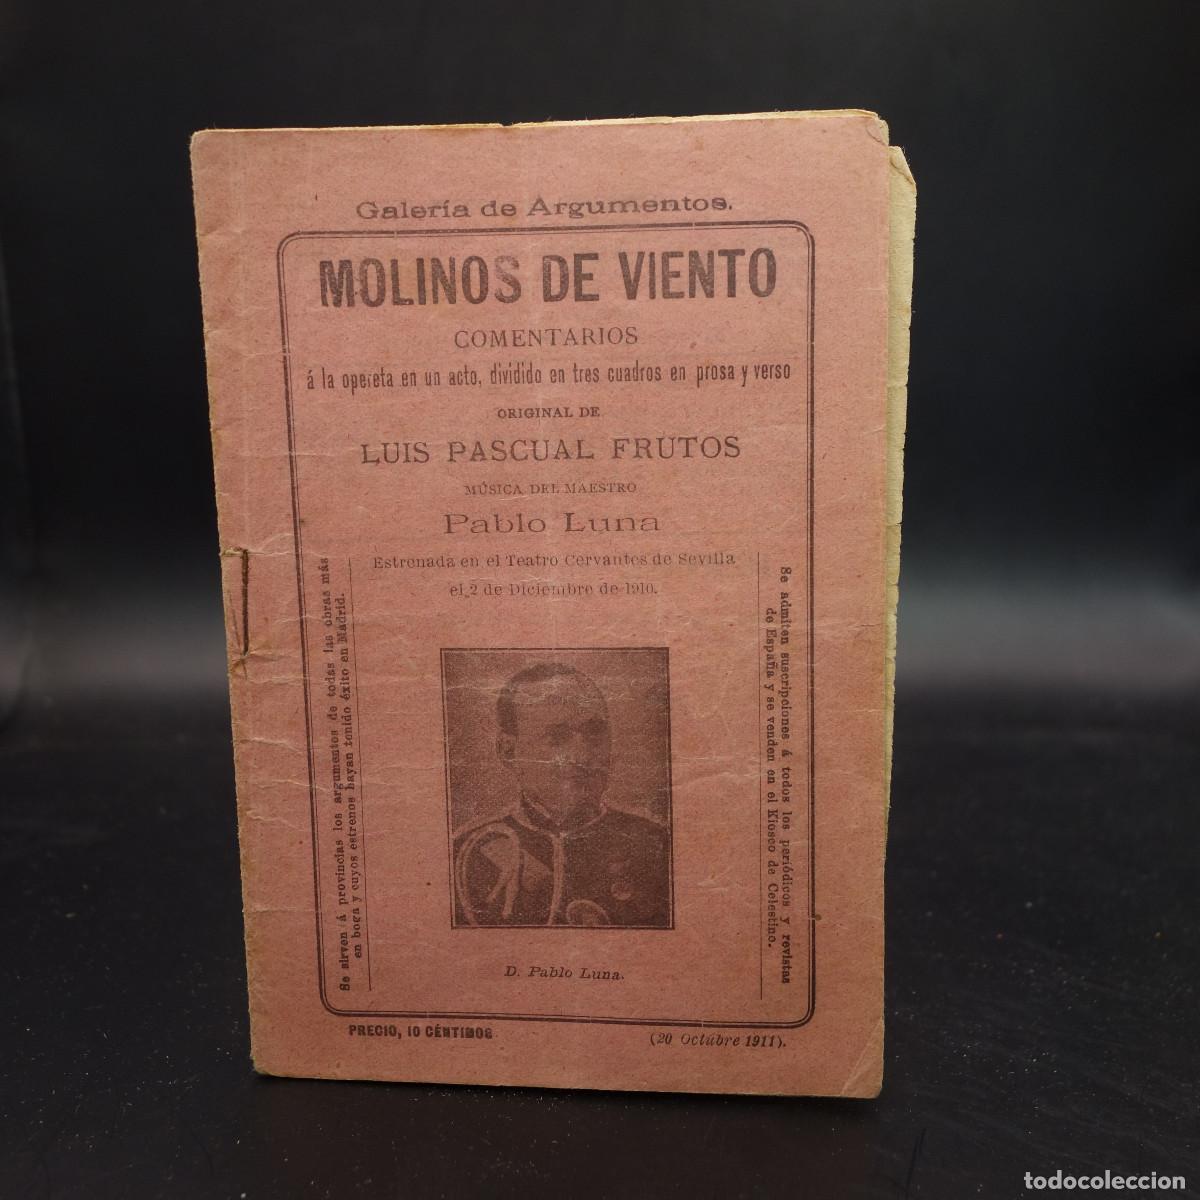 Galería de Argumentos.
MOLINOS DE VIENTO
COMENTARIOS
á la opereta en un acto, dividido en tres cuadros en prosa y verso
ORIGINAL DE
LUIS PASCUAL FRUTOS
MÚSICA DEL MAESTRO
Pablo Luna
Estrenada en el Teatro Cervantes de Sevilla
el 2 de Diciembre de 1910.
Se sirven á provincias los argumentos de todas las obras más
en boga y cuyos estrenos hayan tenido éxito en Madrid.
Se admiten suscripciones á todos los periódicos y revistas
de España y se venden en el Kiosco de Celestino.
D. Pablo Luna.
PRECIO, 10 CÉNTIMOS
(20 Octubre 1911).
todocoleccion